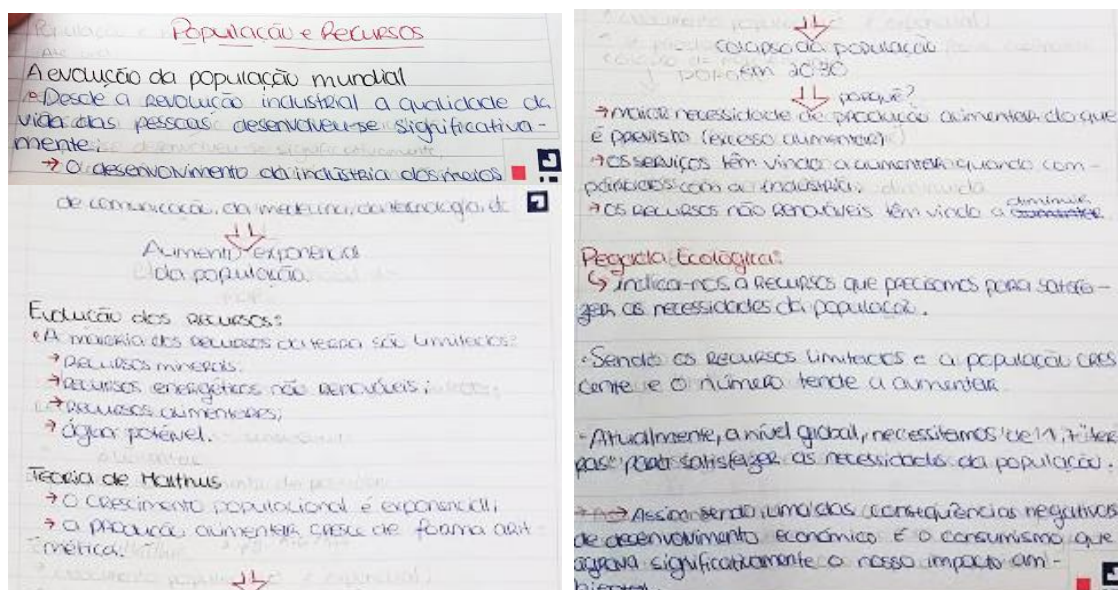 População e Recursos
A evolução da população mundial
• Desde a revolução industrial a qualidade da
vida das pessoas desenvolveu-se significativa-
mente.
→ O desenvolvimento da indústria dos meios
de comunicação, da medicina, da tecnologia, etc
Aumento exponencial
da população.
Evolução dos recursos:
• A maioria dos recursos da terra são limitados:
→ recursos minerais.
→ recursos energéticos não renováveis;
→ recursos alimentares;
→ água potável.
Teoria de Malthus
→ O crescimento populacional é exponencial;
→ a produção alimentar cresce de forma arit
mética.
colapso da população
em 2030
porquê?
→ maior necessidade de produção alimentar do que
é previsto (excesso alimentar)
→ os serviços têm vindo a aumentar quando com-
parados com a indústria.
→ os recursos não renováveis têm vindo a diminuir
Pegada Ecológica:
↳ indica-nos a recursos que precisamos para satisfa-
zer as necessidades da população.
• Sendo os recursos limitados e a população cres
cente e o número tende a aumentar
- Atualmente, a nível global, necessitamos de 1,
para satisfazer as necessidades da população.
→ Assim sendo uma das consequências negativas
de desenvolvimento económico é o consumismo que
agrava significativamente o nosso impacto am-
biental.